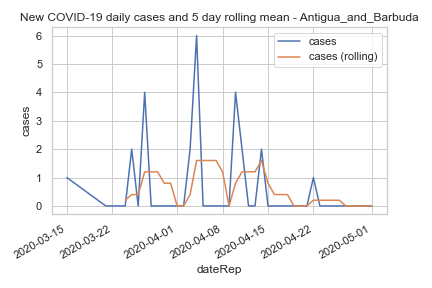 New COVID-19 daily cases and 5 day rolling mean - Antigua_and_Barbuda
cases
cases (rolling)
cases
6
5
4
3
2
1
0
2020-03-15
2020-03-22
2020-04-01
2020-04-08
2020-04-15
2020-04-22
2020-05-01
dateRep